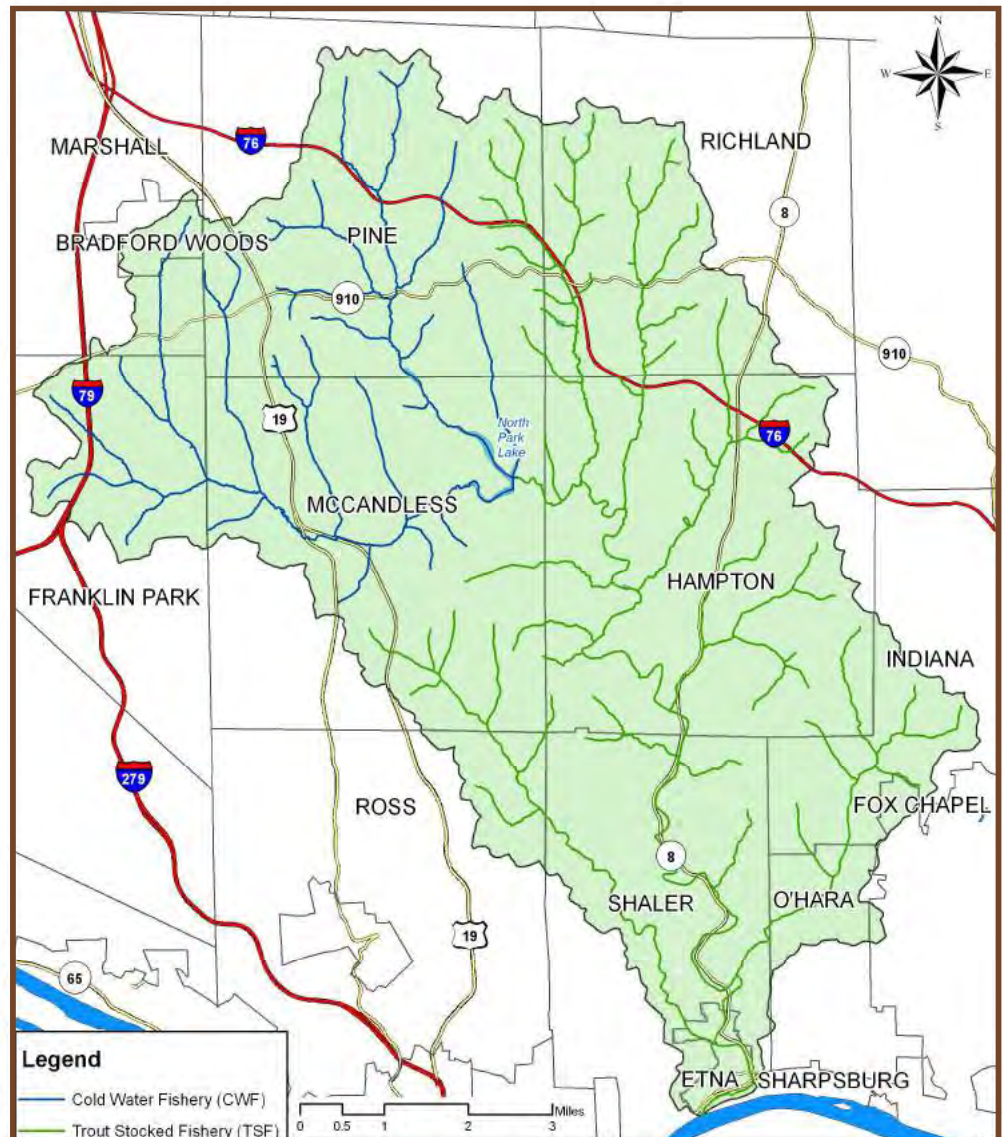 N
W E
S
MARSHALL
76
RICHLAND
8
BRADFORD WOODS
PINE
910
910
79
19
North
Park
Lake
76
MCCANDLESS
FRANKLIN PARK
HAMPTON
INDIANA
279
ROSS
FOX CHAPEL
8
SHALER
O'HARA
19
65
Legend
Cold Water Fishery (CWF)
Trout Stocked Fishery (TSF)
ETNA
SHARPSBURG
Miles
0 0.5 1 2 3